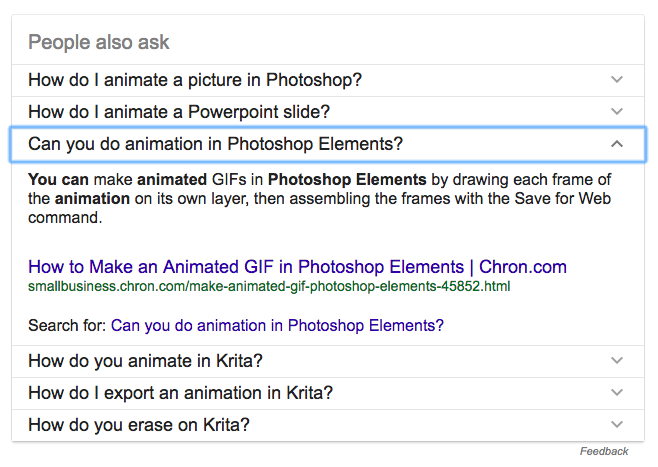 People also ask
How do I animate a picture in Photoshop?
How do I animate a Powerpoint slide?
Can you do animation in Photoshop Elements?
You can make animated GIFs in Photoshop Elements by drawing each frame of
the animation on its own layer, then assembling the frames with the Save for Web
command.
How to Make an Animated GIF in Photoshop Elements | Chron.com
smallbusiness.chron.com/make-animated-gif-photoshop-elements-45852.html
Search for: Can you do animation in Photoshop Elements?
How do you animate in Krita?
How do I export an animation in Krita?
How do you erase on Krita?
Feedback